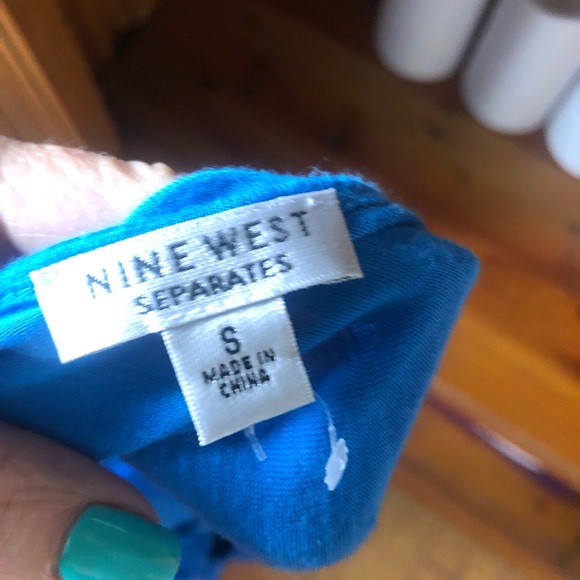 NINE WEST
SEPARATES
S
MADE IN
CHINA